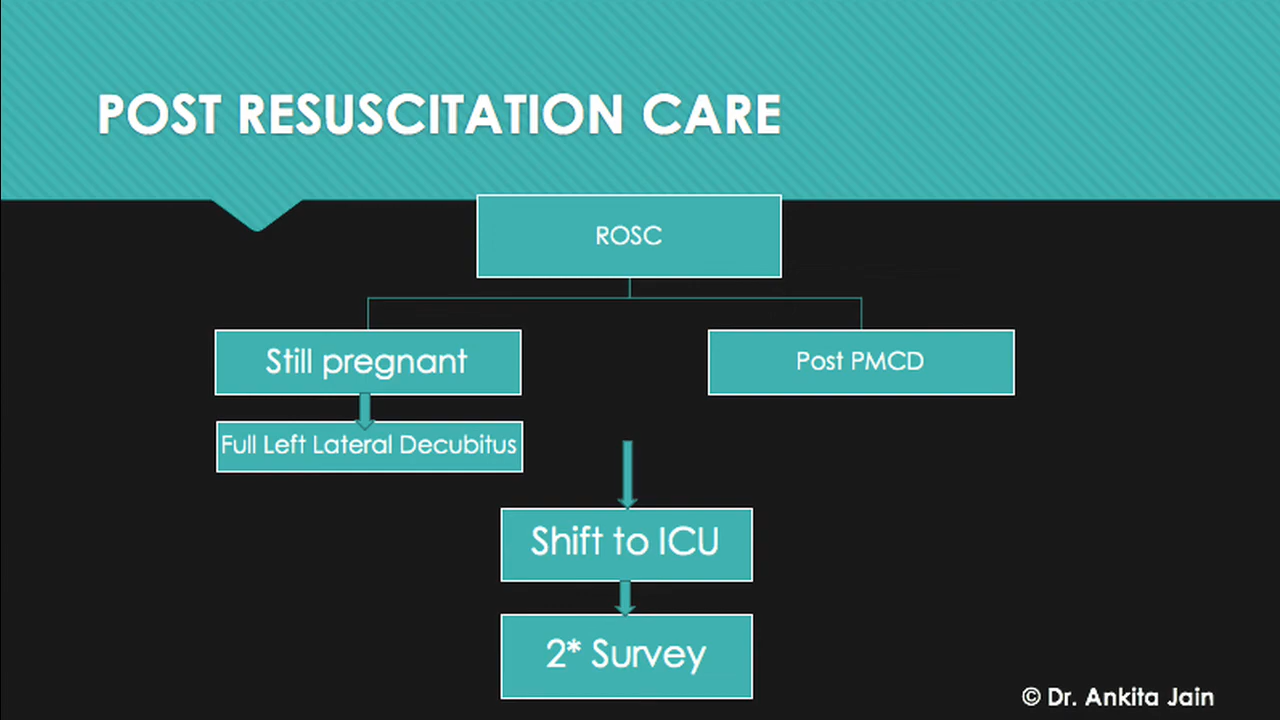 POST RESUSCITATION CARE
ROSC
Still pregnant
Post PMCD
Full Left Lateral Decubitus
Shift to ICU
2* Survey
© Dr. Ankita Jain